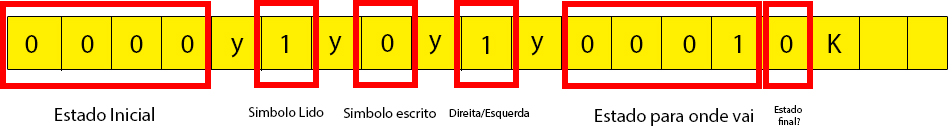 0 0 0 0 y 1 y 0 y 1 y 0 0 0 1 0 K
Estado Inicial
Simbolo Lido
Simbolo escrito
Direita/Esquerda
Estado para onde vai
Estado
final?